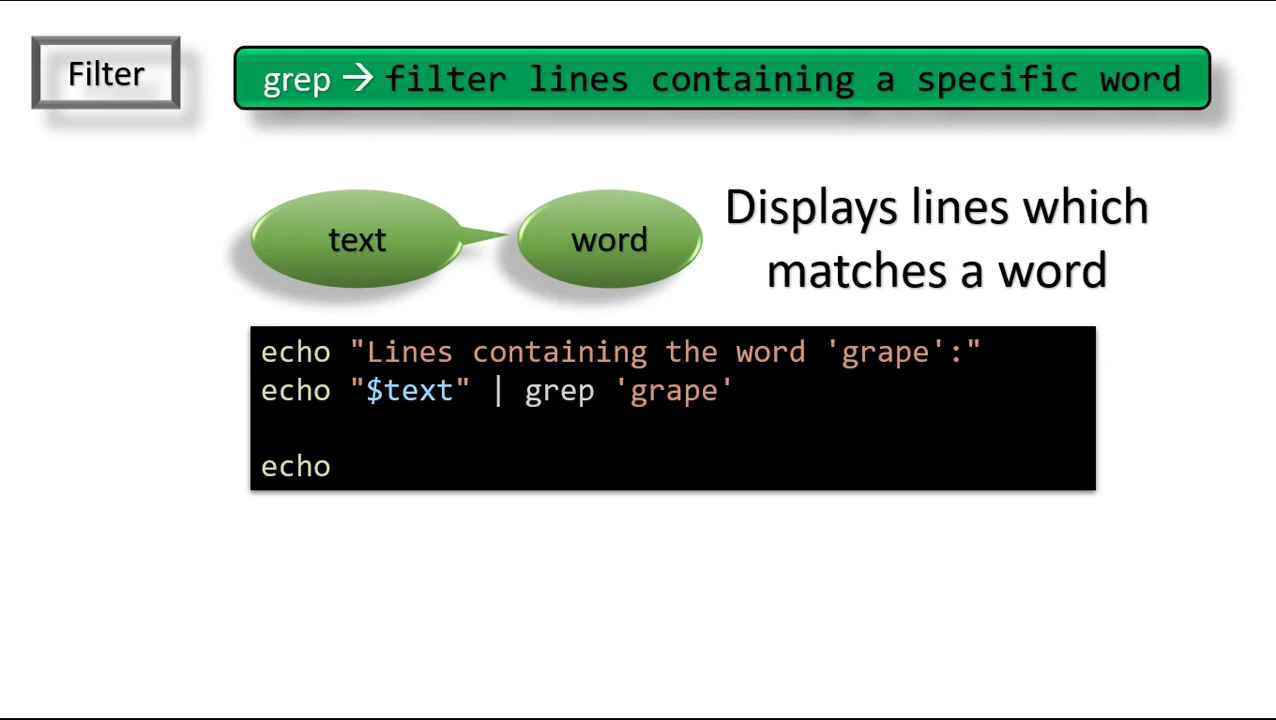 Filter
grep → filter lines containing a specific word
text
word
Displays lines which
matches a word
echo "Lines containing the word 'grape':"
echo "$text" | grep 'grape'
echo